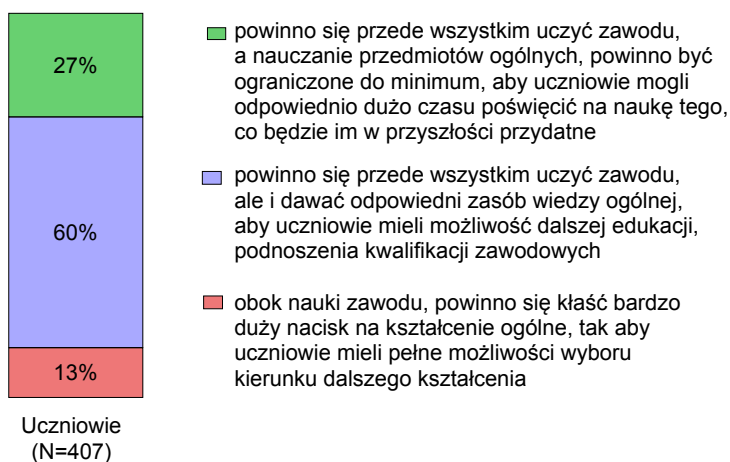 27%
60%
13%
Uczniowie
(N=407)
powinno się przede wszystkim uczyć zawodu,
a nauczanie przedmiotów ogólnych, powinno być
ograniczone do minimum, aby uczniowie mogli
odpowiednio dużo czasu poświęcić na naukę tego,
co będzie im w przyszłości przydatne
powinno się przede wszystkim uczyć zawodu,
ale i dawać odpowiedni zasób wiedzy ogólnej,
aby uczniowie mieli możliwość dalszej edukacji,
podnoszenia kwalifikacji zawodowych
obok nauki zawodu, powinno się kłaść bardzo
duży nacisk na kształcenie ogólne, tak aby
uczniowie mieli pełne możliwości wyboru
kierunku dalszego kształcenia